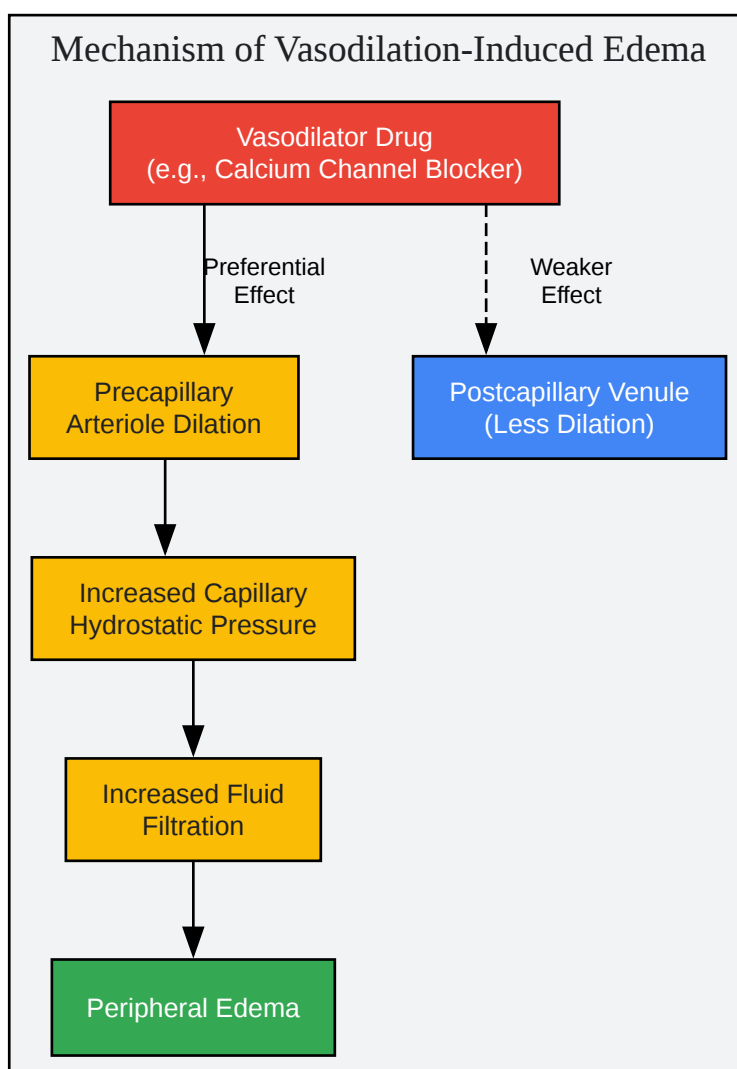 Mechanism of Vasodilation-Induced Edema
Vasodilator Drug
(e.g., Calcium Channel Blocker)
Preferential
Effect
Weaker
Effect
Precapillary
Arteriole Dilation
Postcapillary Venule
(Less Dilation)
Increased Capillary
Hydrostatic Pressure
Increased Fluid
Filtration
Peripheral Edema